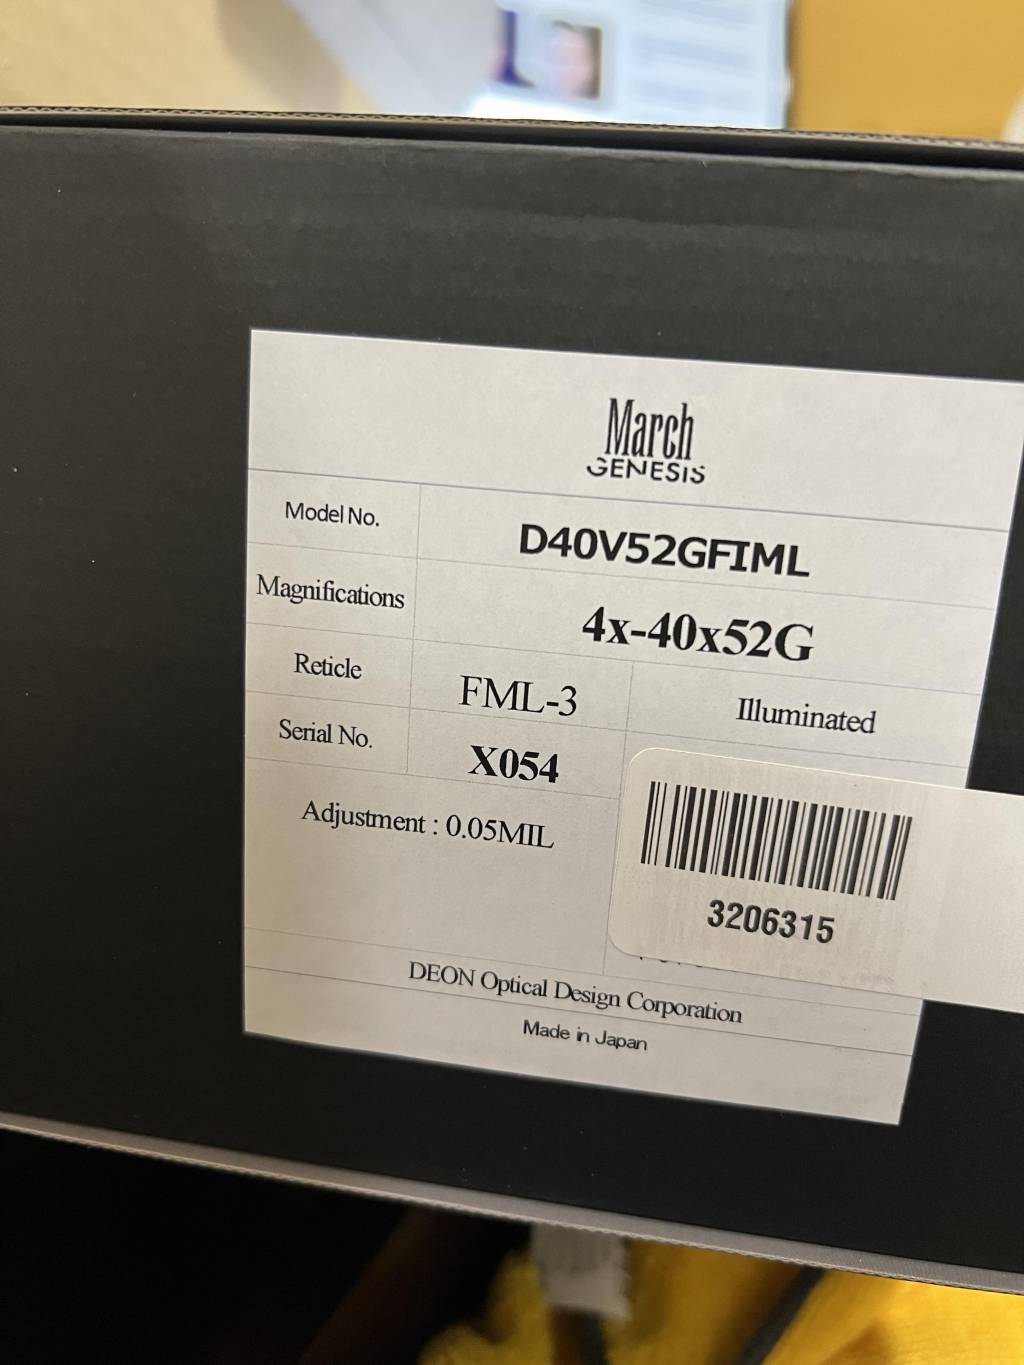 March
GENESIS
Model No. D40V52GFIML
Magnifications 4x-40x52G
Reticle FML-3 Illuminated
Serial No. X054
Adjustment : 0.05MIL
3206315
DEON Optical Design Corporation
Made in Japan